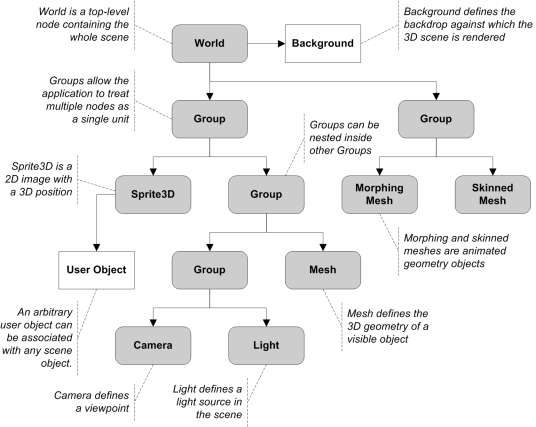 World is a top-level
node containing the
whole scene
World
Background
Background defines the
backdrop against which the
3D scene is rendered
Groups allow the
application to treat
multiple nodes as
a single unit
Group
Group
Groups can be
nested inside
other Groups
Sprite3D is a
2D image with
a 3D position
Sprite3D
Group
Morphing
Mesh
Skinned
Mesh
User Object
Group
Mesh
Morphing and skinned
meshes are animated
geometry objects
An arbitrary
user object can
be associated
with any scene
object.
Camera
Light
Mesh defines the
3D geometry of a
visible object
Camera defines
a viewpoint
Light defines a
light source in
the scene